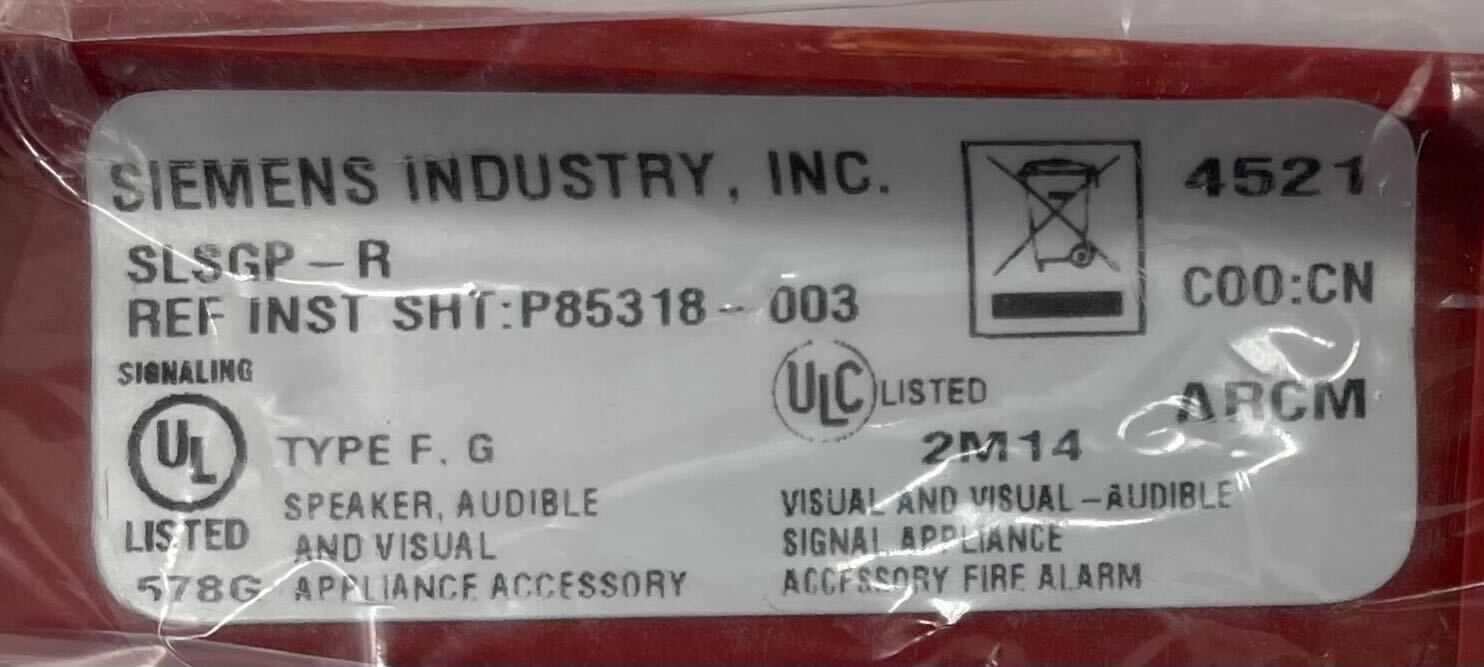 SIEMENS INDUSTRY, INC.
4521
SLSGP-R
COO:CN
REF INST SHT:P85318-003
SIGNALING
UL
LISTED
578G
TYPE F, G
SPEAKER, AUDIBLE
AND VISUAL
APPLIANCE ACCESSORY
ULC LISTED
2M14
ARCM
VISUAL AND VISUAL-AUDIBLE
SIGNAL APPLIANCE
ACCESSORY FIRE ALARM